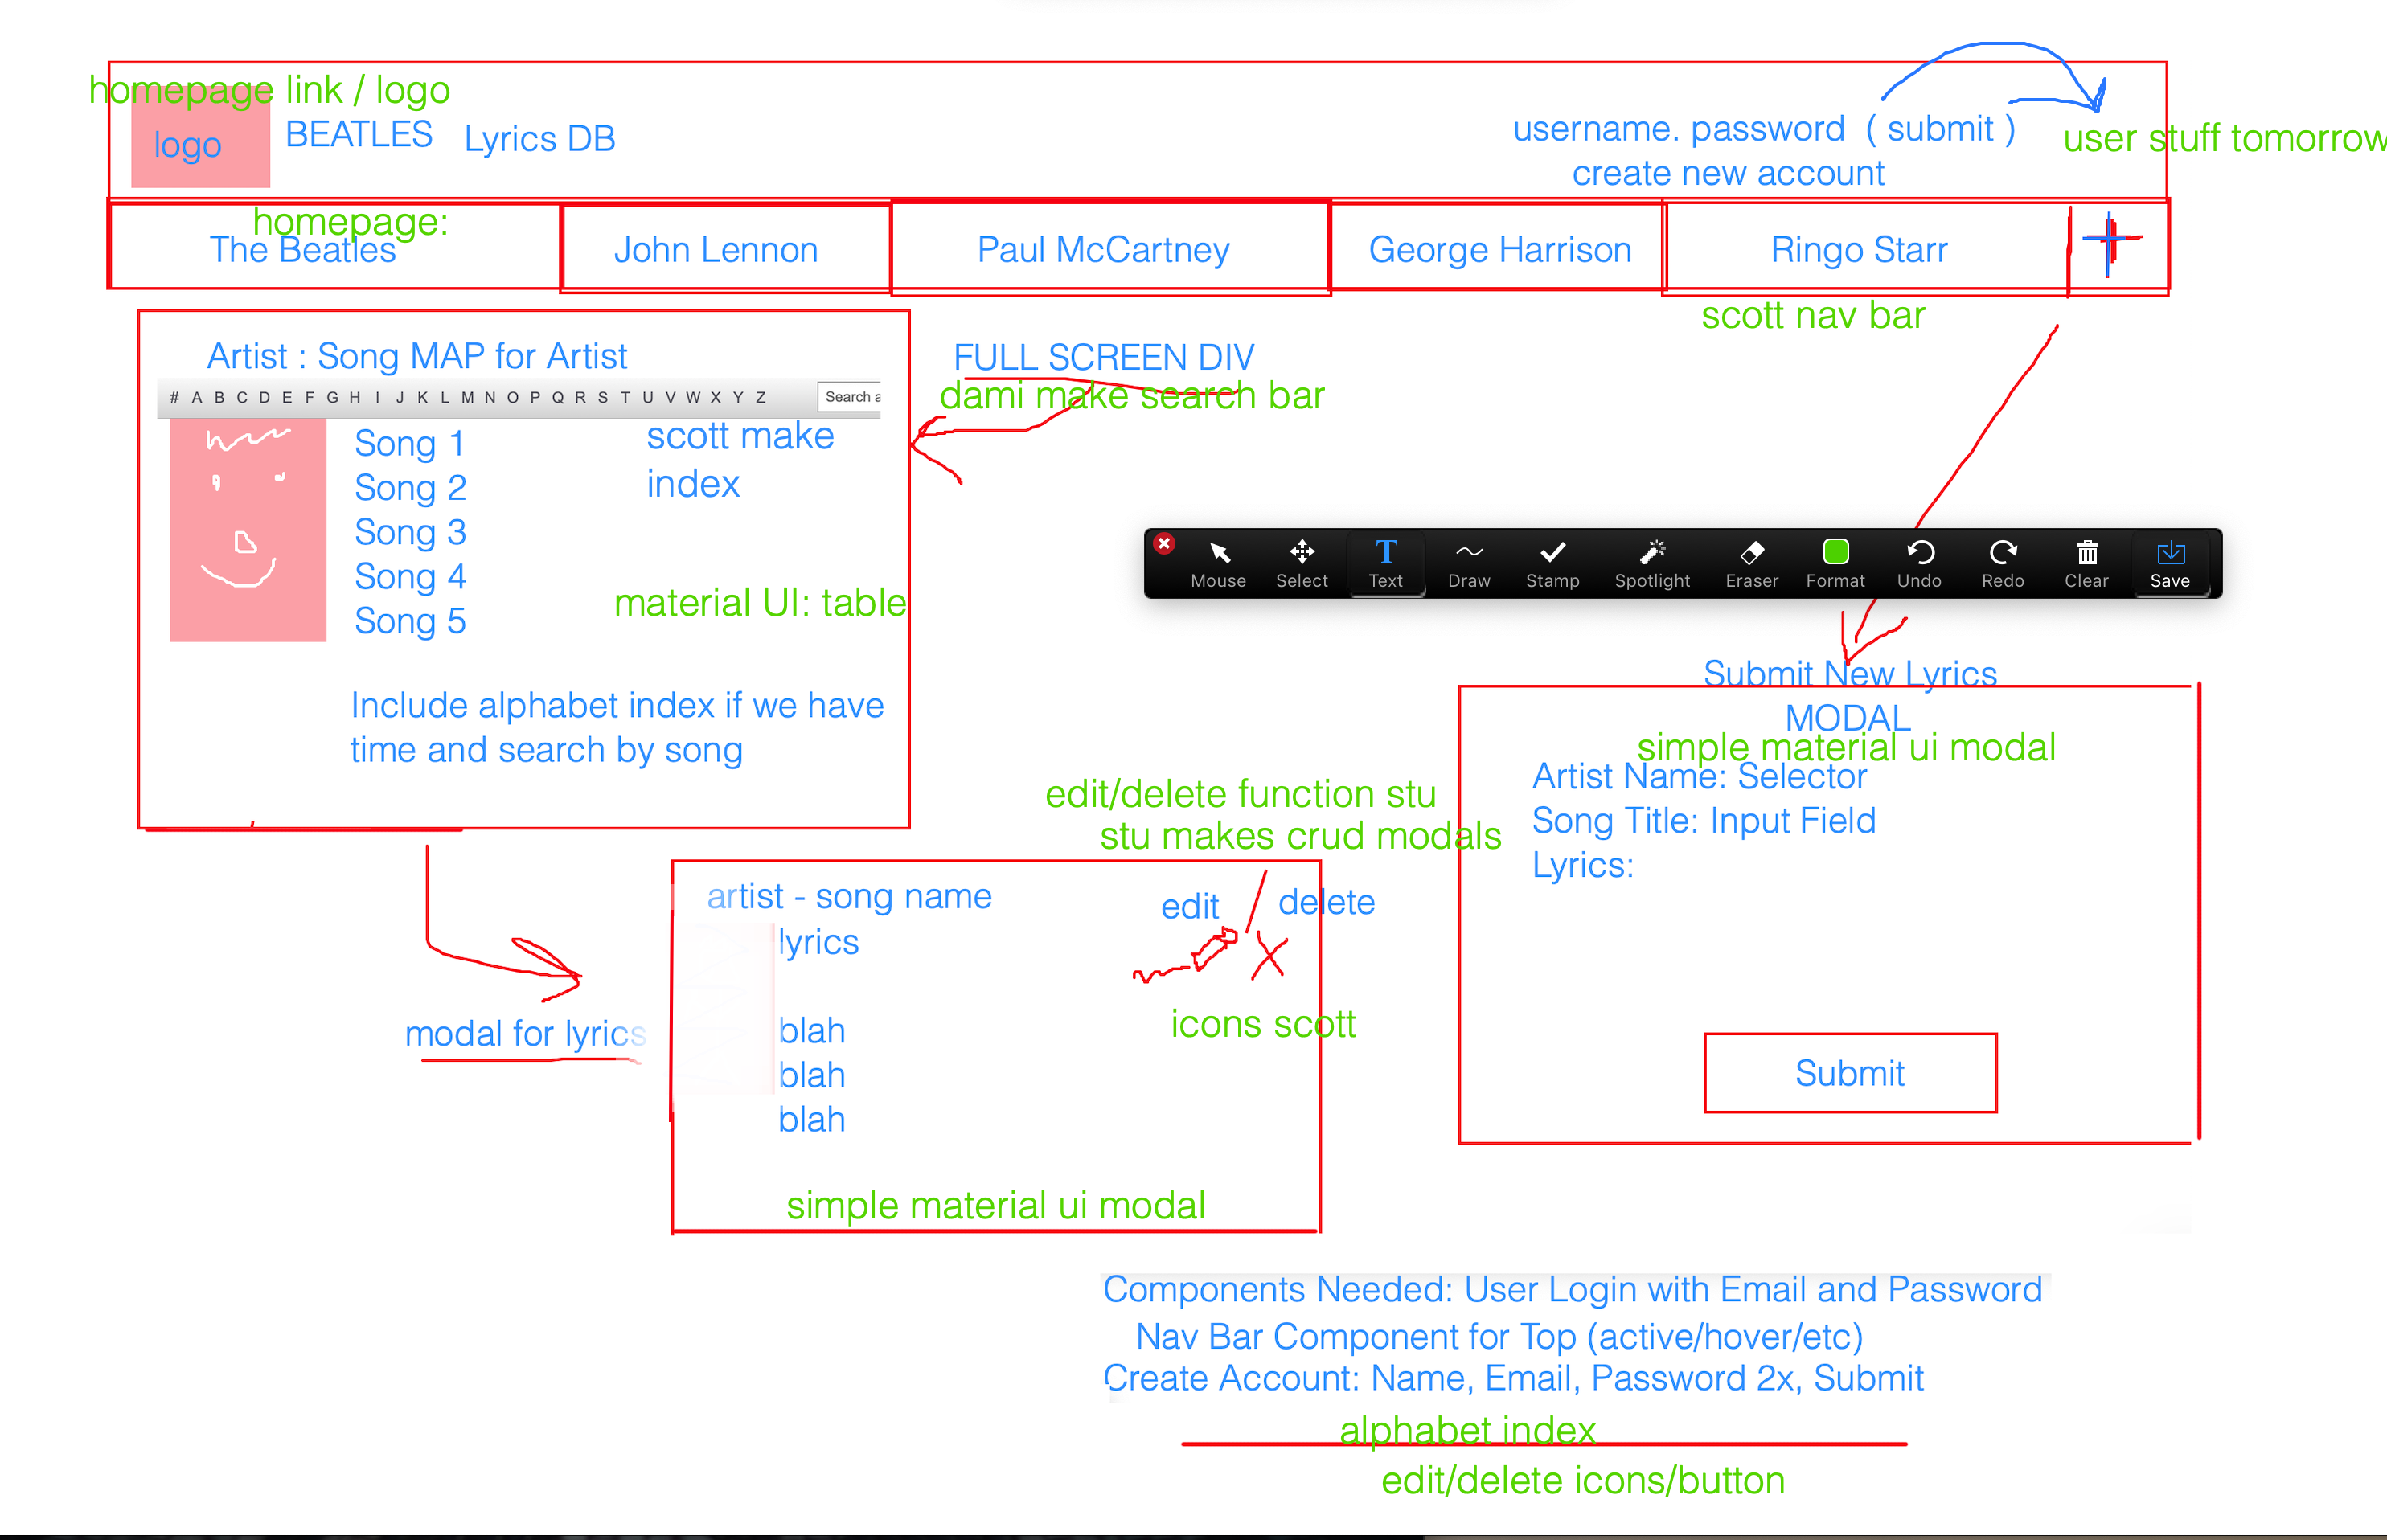 homepage link / logo
logo
BEATLES Lyrics DB
username. password ( submit )
create new account
user stuff tomorrow
homepage:
The Beatles
John Lennon
Paul McCartney
George Harrison
Ringo Starr
scott nav bar
Artist : Song MAP for Artist
# A B C D E F G H I J K L M N O P Q R S T U V W X Y Z
Search a
FULL SCREEN DIV
dami make search bar
Song 1
Song 2
Song 3
Song 4
Song 5
scott make
index
material UI: table
Include alphabet index if we have
time and search by song
Mouse Select Text Draw Stamp Spotlight Eraser Format Undo Redo Clear Save
Submit New Lyrics
MODAL
simple material ui modal
Artist Name: Selector
Song Title: Input Field
Lyrics:
Submit
edit/delete function stu
stu makes crud modals
modal for lyrics
artist - song name
lyrics
edit
delete
icons scott
blah
blah
blah
simple material ui modal
Components Needed: User Login with Email and Password
Nav Bar Component for Top (active/hover/etc)
Create Account: Name, Email, Password 2x, Submit
alphabet index
edit/delete icons/button